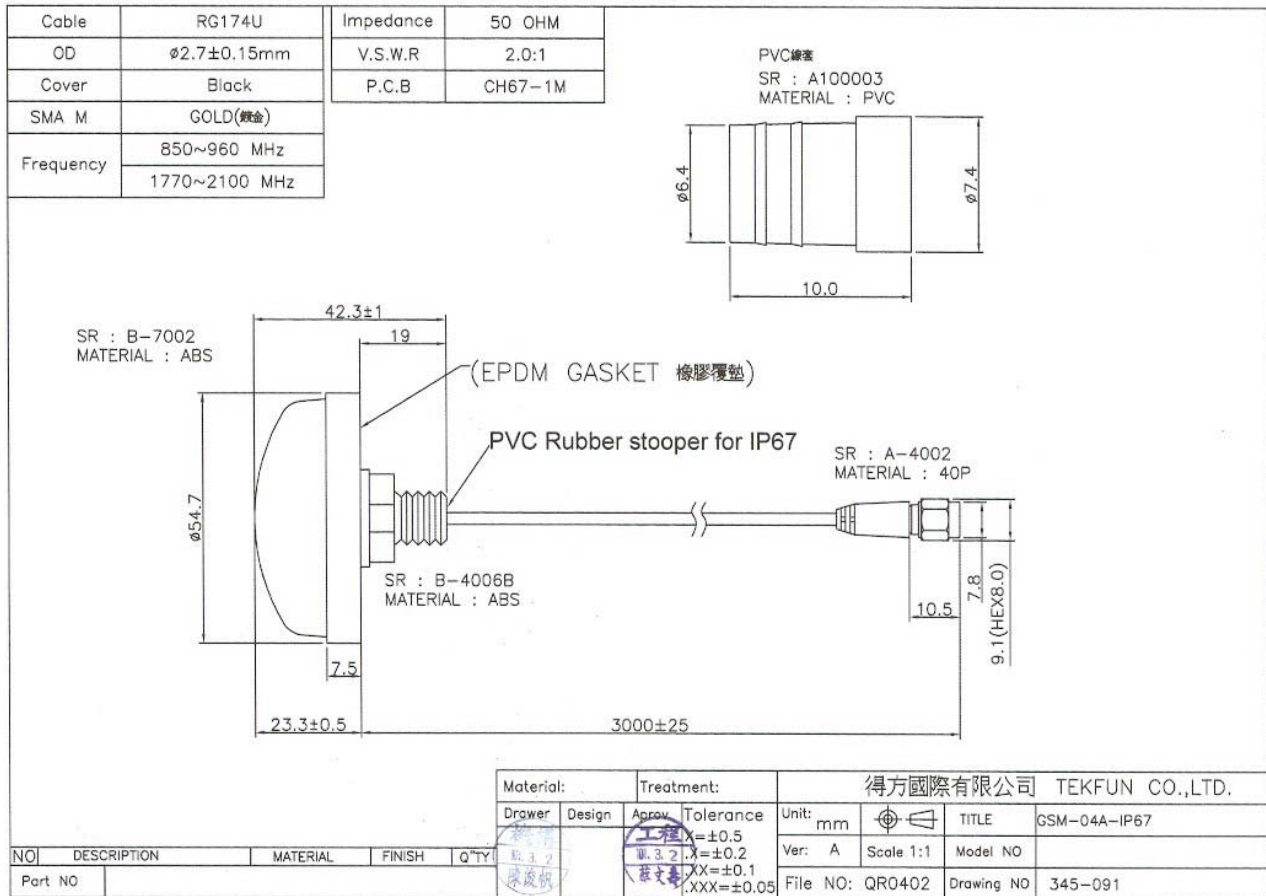 Cable RG174U
OD ø2.7±0.15mm
Cover Black
SMA M GOLD(鍍金)
Frequency 850~960 MHz
1770~2100 MHz
Impedance 50 OHM
V.S.W.R 2.0:1
P.C.B CH67-1M
PVC線套
SR : A100003
MATERIAL : PVC
ø6.4
ø7.4
10.0
42.3±1
19
SR : B-7002
MATERIAL : ABS
(EPDM GASKET 橡膠覆墊)
PVC Rubber stooper for IP67
SR : A-4002
MATERIAL : 40P
ø54.7
SR : B-4006B
MATERIAL : ABS
10.5
7.8
9.1(HEX8.0)
7.5
23.3±0.5
3000±25
Material: Treatment:
得方國際有限公司 TEKFUN CO.,LTD.
Drawer Design Aprov Tolerance
X=±0.5
.X=±0.2
.XX=±0.1
.XXX=±0.05
工程
3. 2
3. 2
Unit: mm TITLE GSM-04A-IP67
Ver: A Scale 1:1 Model NO
File NO: QR0402 Drawing NO 345-091
NO DESCRIPTION MATERIAL FINISH Q"TY
Part NO